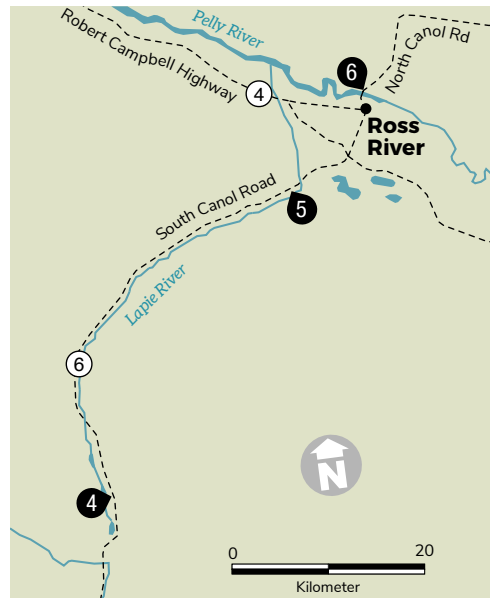 Pelly River
Robert Campbell Highway
North Canol Rd
6
4
Ross
River
South Canol Road
5
Lapie River
6
4
N
0
20
Kilometer